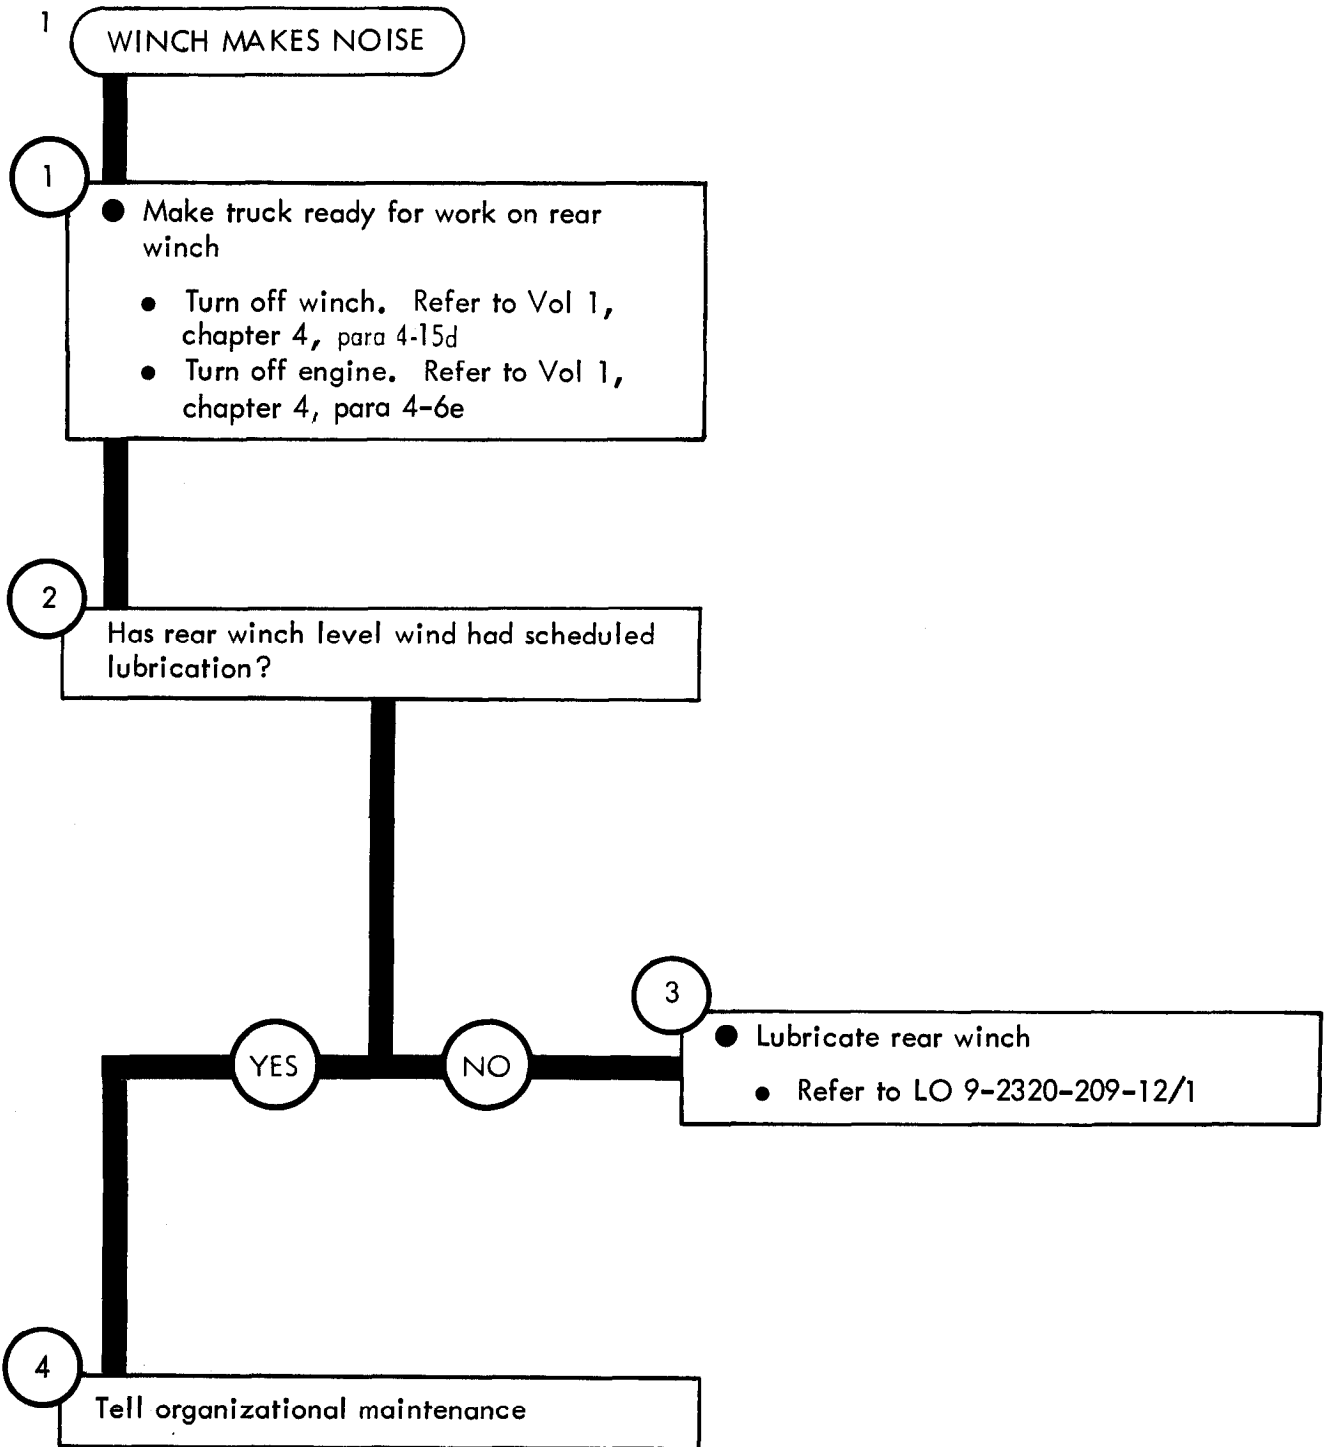 1
WINCH MAKES NOISE
1
● Make truck ready for work on rear
winch
● Turn off winch. Refer to Vol 1,
chapter 4, para 4-15d
● Turn off engine. Refer to Vol 1,
chapter 4, para 4-6e
2
Has rear winch level wind had scheduled
lubrication?
YES
NO
3
● Lubricate rear winch
● Refer to LO 9-2320-209-12/1
4
Tell organizational maintenance